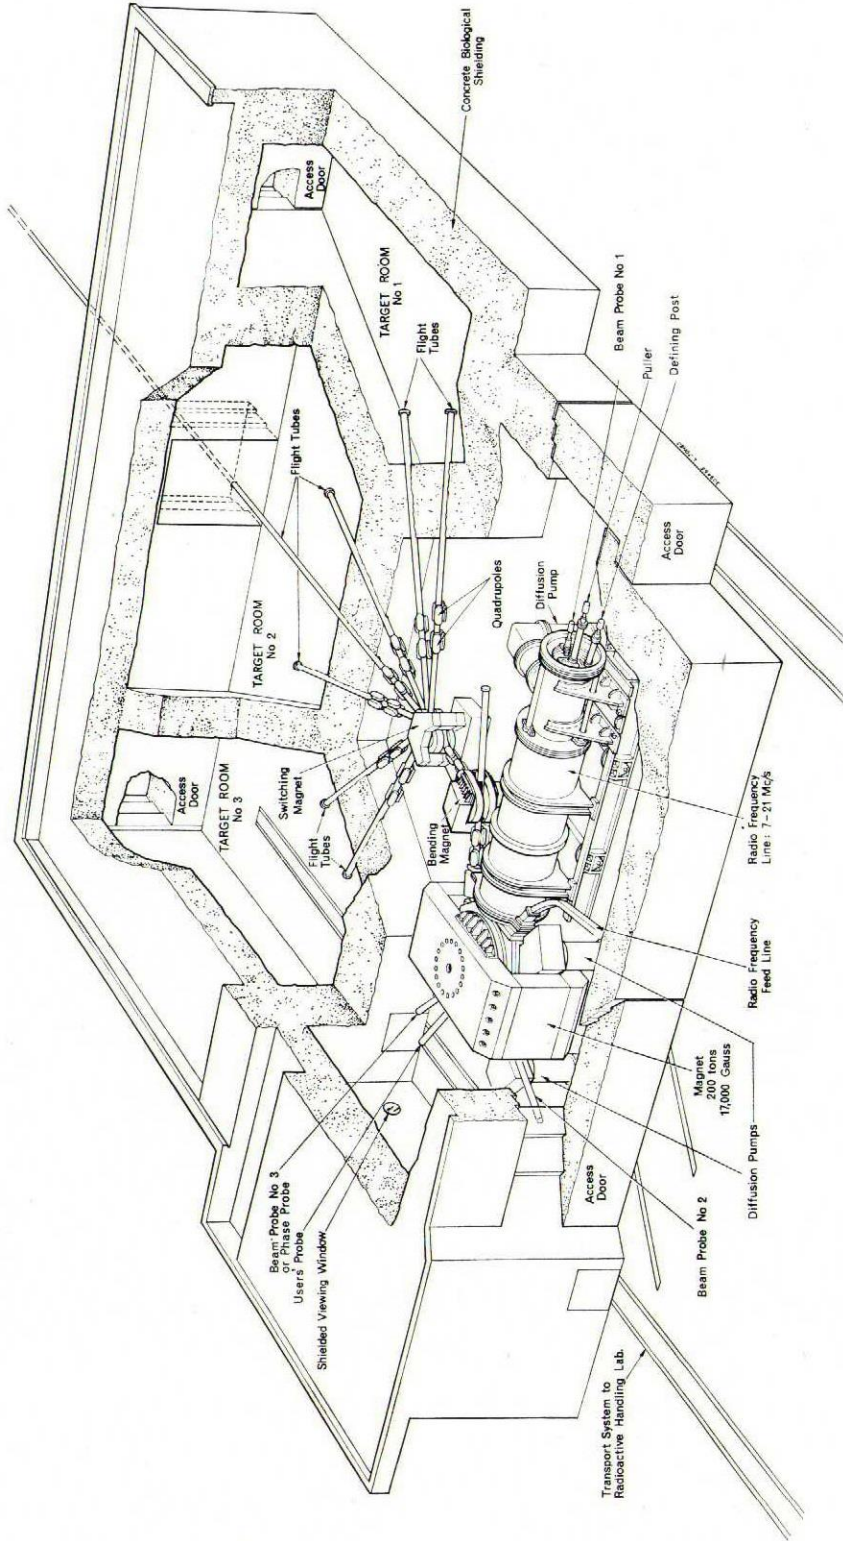 Concrete Biological
Shielding
Access
Door
TARGET ROOM
No 1
Flight
Tubes
Beam Probe No 1
Puller
Defining Post
Flight Tubes
TARGET ROOM
No 2
Quadrupoles
Diffusion
Pump
Access
Door
Access
Door
TARGET ROOM
No 3
Switching
Magnet
Flight
Tubes
Bending
Magnet
Radio Frequency
Line: 7-21 Mc/s
Radio Frequency
Feed Line
Magnet
200 tons
17,000 Gauss
Diffusion Pumps
Beam Probe No 3
or Phase Probe
Users' Probe
Shielded Viewing Window
Access
Door
Beam Probe No 2
Transport System to
Radioactive Handling Lab.